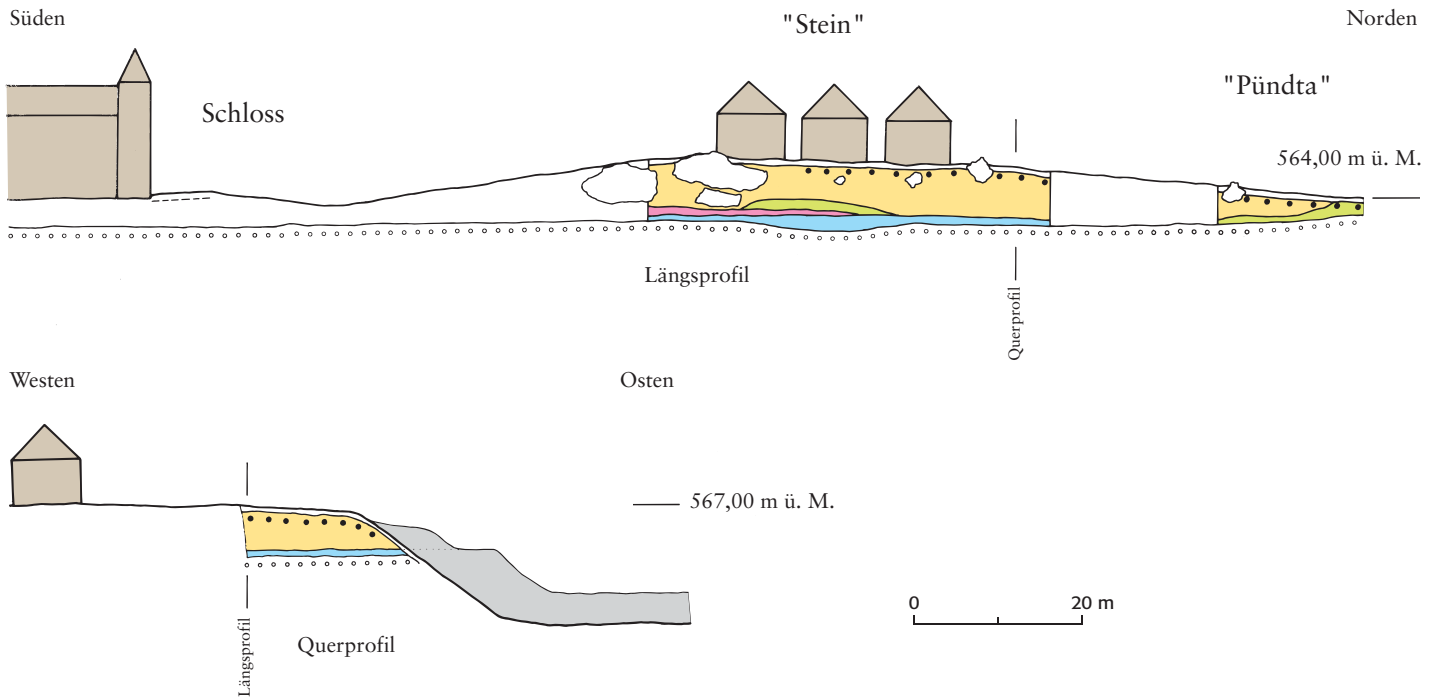 Süden
"Stein"
Norden
"Pündta"
Schloss
564,00 m ü. M.
Längsprofil
Querprofil
Westen
Osten
567,00 m ü. M.
0 20 m
Querprofil
Längsprofil